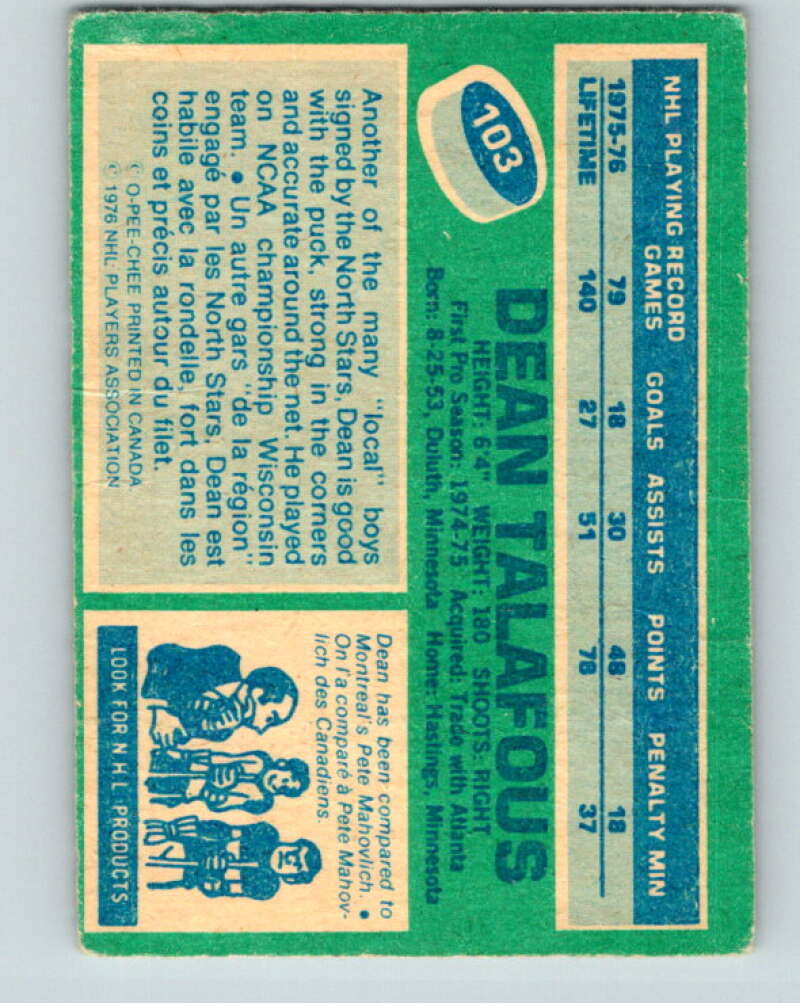 NHL PLAYING RECORD
GAMES GOALS ASSISTS POINTS PENALTY MIN
1975-76 79 18 30 48 18
LIFETIME 140 27 51 78 37
103
DEAN TALAFOUS
HEIGHT: 6'4" WEIGHT: 180 SHOOTS: RIGHT
First Pro Season: 1974-75 Acquired: Trade with Atlanta
Born: 8-25-53, Duluth, Minnesota Home: Hastings, Minnesota
Another of the many "local" boys
signed by the North Stars, Dean is good
with the puck, strong in the corners
and accurate around the net. He played
on NCAA championship Wisconsin
team. • Un autre gars "de la région"
engagé par les North Stars, Dean est
habile avec la rondelle, fort dans les
coins et précis autour du filet.
© O-PEE-CHEE PRINTED IN CANADA.
© 1976 NHL PLAYERS ASSOCIATION
Dean has been compared to
Montreal's Pete Mahovlich. •
On l'a comparé à Pete Mahov-
lich des Canadiens.
LOOK FOR N.H.L. PRODUCTS